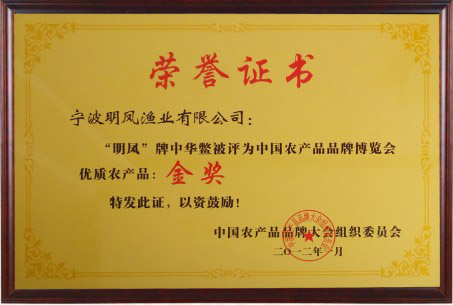 荣誉证书
宁波明凤渔业有限公司：
“明凤”牌中华鳖被评为中国农产品品牌博览会
优质农产品：金奖
特发此证，以资鼓励！
中国农产品品牌大会组织委员会
二〇一二年一月